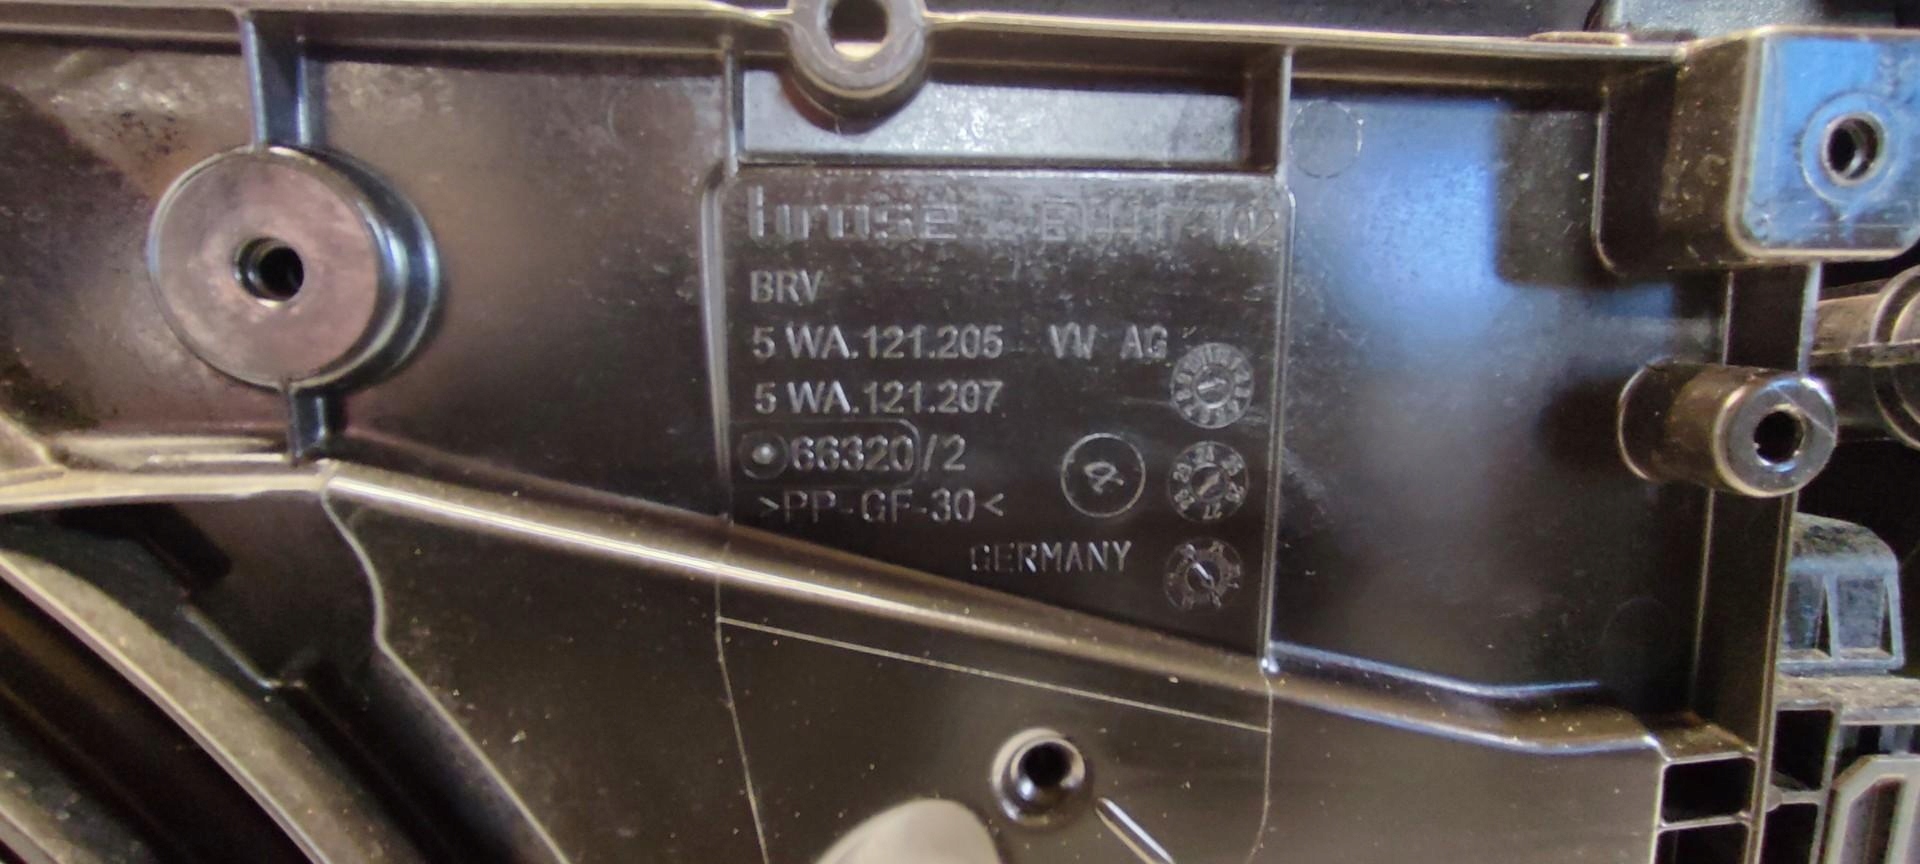 brose
BRV
5 WA.121.205 VW AG
5 WA.121.207
66320/2
>PP-GF-30<
GERMANY